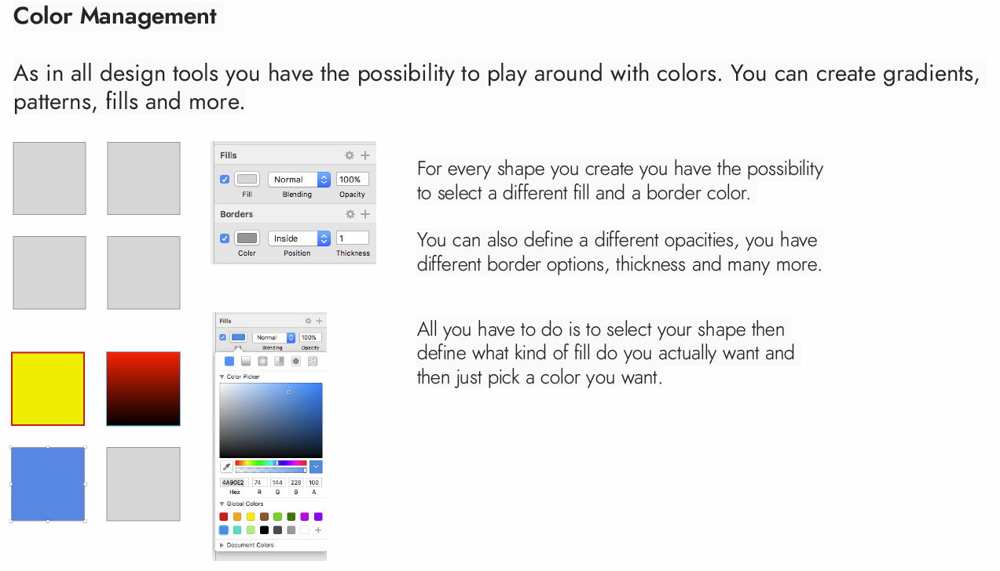 Color Management
As in all design tools you have the possibility to play around with colors. You can create gradients,
patterns, fills and more.
Fills
Normal 100%
Fill Blending Opacity
Borders
Inside 1
Color Position Thickness
For every shape you create you have the possibility
to select a different fill and a border color.
You can also define a different opacities, you have
different border options, thickness and many more.
Fills
Normal 100%
Blending Opacity
Color Picker
4A90E2 74 144 226 100
Hex R G B A
Global Colors
Document Colors
All you have to do is to select your shape then
define what kind of fill do you actually want and
then just pick a color you want.